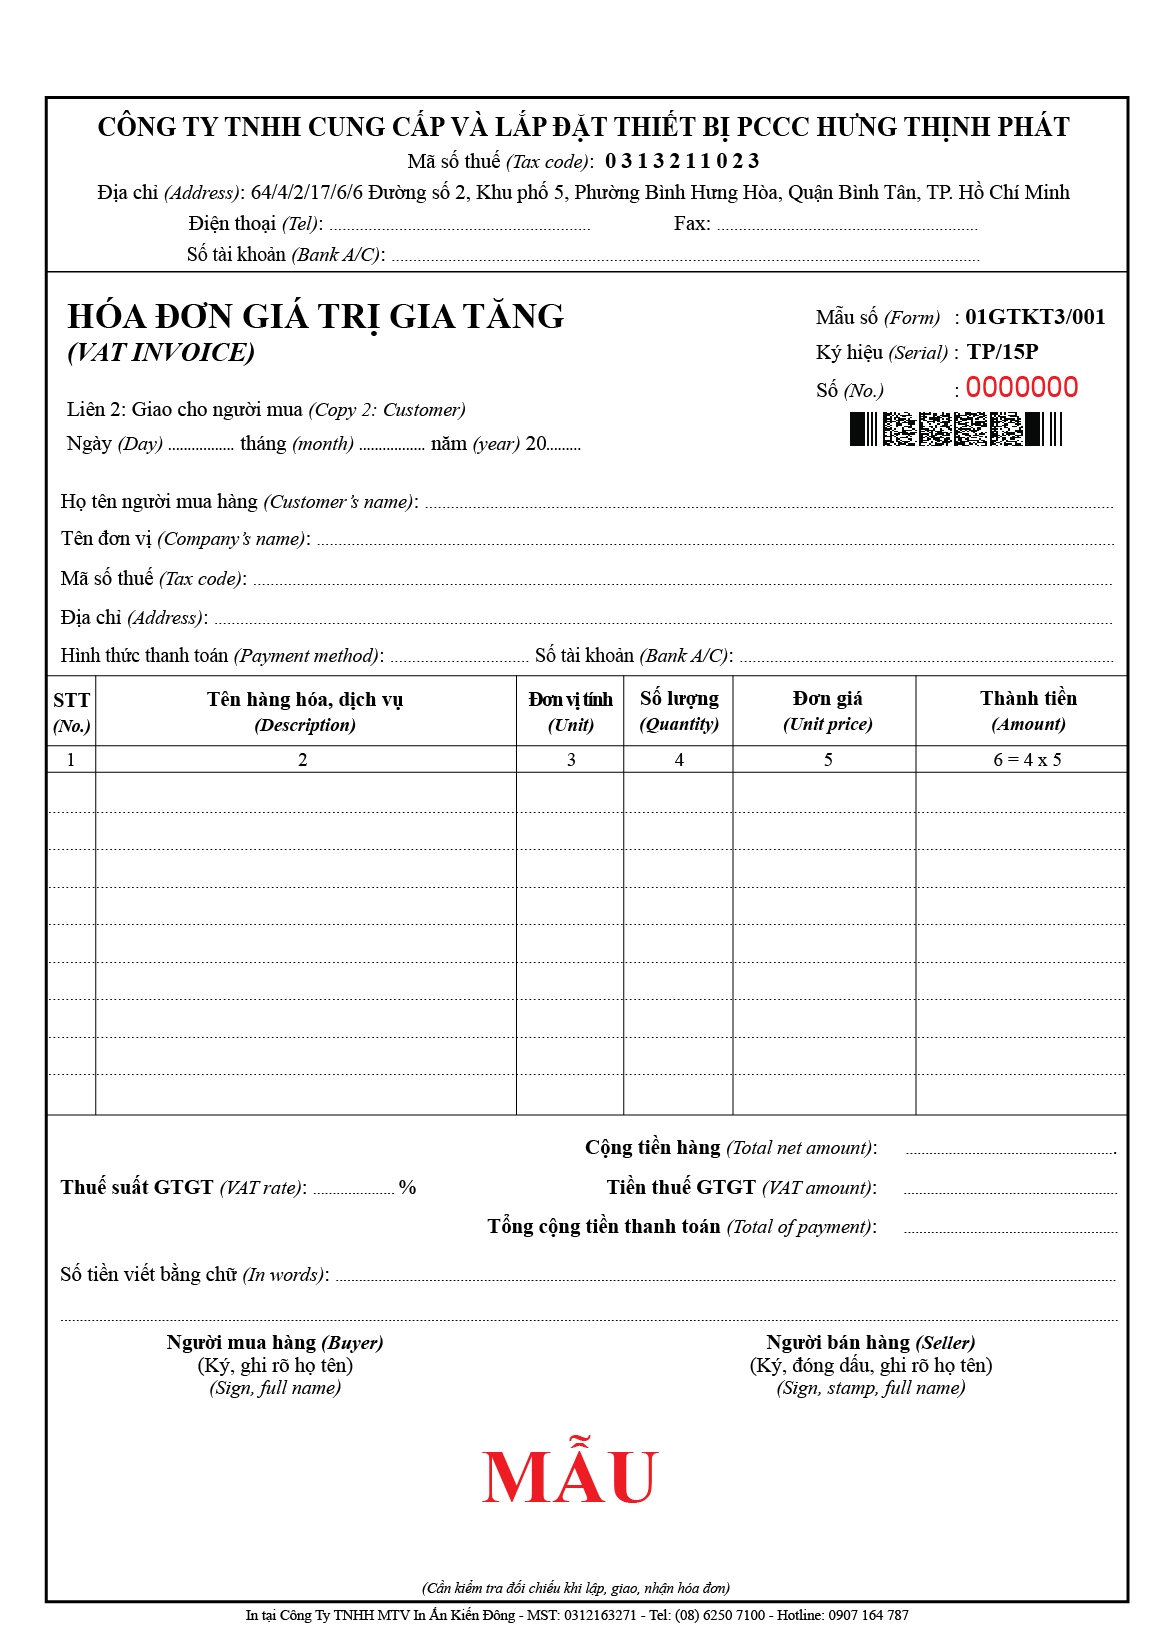 CÔNG TY TNHH CUNG CẤP VÀ LẮP ĐẶT THIẾT BỊ PCCC HƯNG THỊNH PHÁT
Mã số thuế (Tax code): 0 3 1 3 2 1 1 0 2 3
Địa chỉ (Address): 64/4/2/17/6/6 Đường số 2, Khu phố 5, Phường Bình Hưng Hòa, Quận Bình Tân, TP. Hồ Chí Minh
Điện thoại (Tel): .......... Fax: ..........
Số tài khoản (Bank A/C): ..........
HÓA ĐƠN GIÁ TRỊ GIA TĂNG
(VAT INVOICE)
Mẫu số (Form) : 01GTKT3/001
Ký hiệu (Serial) : TP/15P
Số (No.) : 0000000
Liên 2: Giao cho người mua (Copy 2: Customer)
Ngày (Day) .......... tháng (month) .......... năm (year) 20.........
Họ tên người mua hàng (Customer’s name): ..........
Tên đơn vị (Company’s name): ..........
Mã số thuế (Tax code): ..........
Địa chỉ (Address): ..........
Hình thức thanh toán (Payment method): .......... Số tài khoản (Bank A/C): ..........
STT Tên hàng hóa, dịch vụ Đơn vị tính Số lượng Đơn giá Thành tiền
(No.) (Description) (Unit) (Quantity) (Unit price) (Amount)
1 2 3 4 5 6 = 4 x 5
Cộng tiền hàng (Total net amount): ..........
Thuế suất GTGT (VAT rate): .......... % Tiền thuế GTGT (VAT amount): ..........
Tổng cộng tiền thanh toán (Total of payment): ..........
Số tiền viết bằng chữ (In words): ..........
Người mua hàng (Buyer) Người bán hàng (Seller)
(Ký, ghi rõ họ tên) (Ký, đóng dấu, ghi rõ họ tên)
(Sign, full name) (Sign, stamp, full name)
MẪU
(Cần kiểm tra đối chiếu khi lập, giao, nhận hóa đơn)
In tại Công Ty TNHH MTV In Ấn Kiến Đông - MST: 0312163271 - Tel: (08) 6250 7100 - Hotline: 0907 164 787